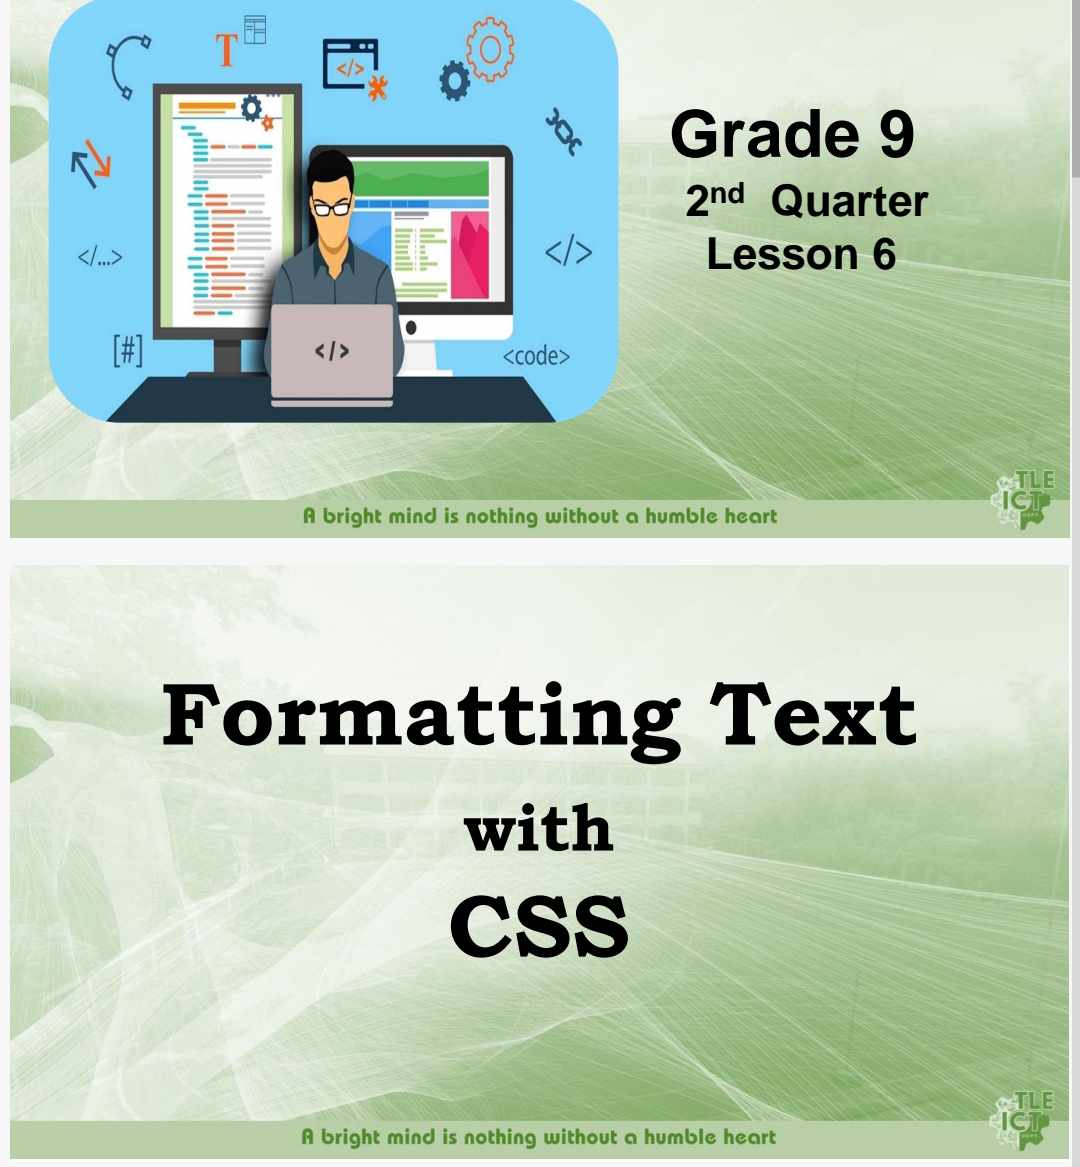 T
</>
Grade 9
2nd Quarter
Lesson 6
</...>
</>
[#]
</>
<code>
TLE
ICT
A bright mind is nothing without a humble heart
Formatting Text
with
CSS
TLE
ICT
A bright mind is nothing without a humble heart